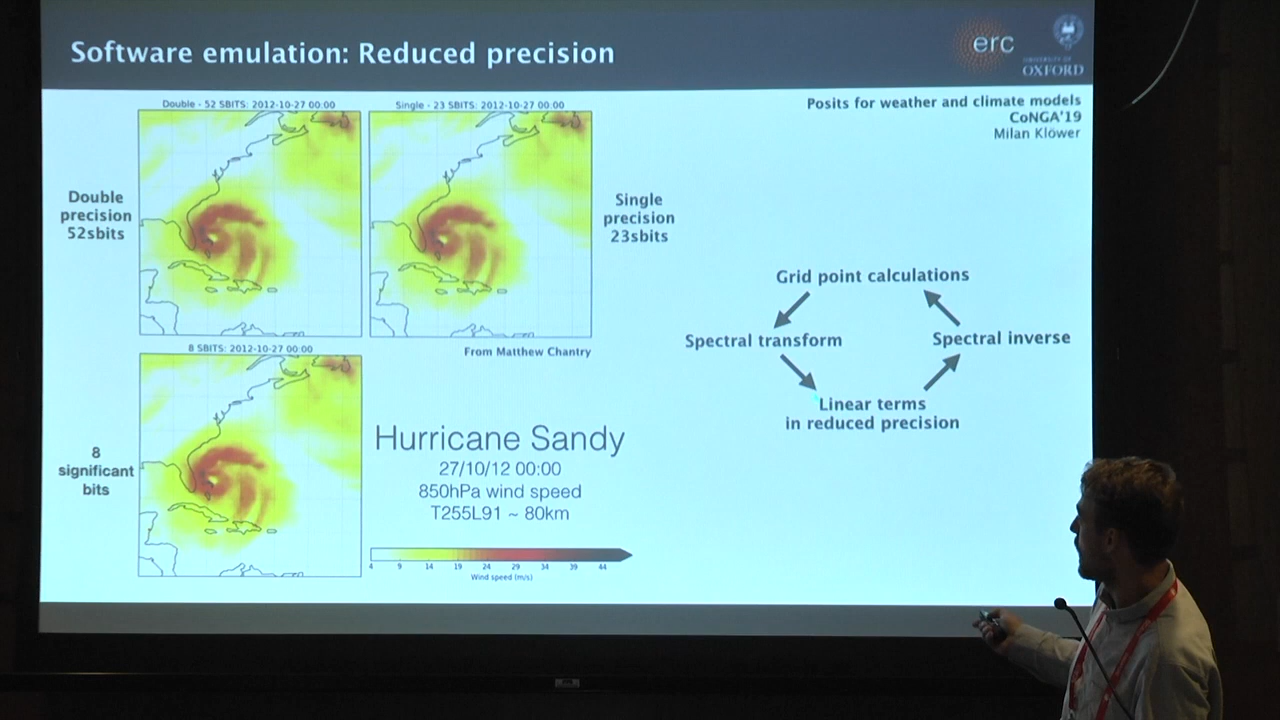 Software emulation: Reduced precision
erc
UNIVERSITY OF
OXFORD
Double - 52 SBITS: 2012-10-27 00:00
Single - 23 SBITS: 2012-10-27 00:00
Posits for weather and climate models
CoNGA'19
Milan Klöwer
Double
precision
52sbits
Single
precision
23sbits
Grid point calculations
Spectral transform
Spectral inverse
Linear terms
in reduced precision
8 SBITS: 2012-10-27 00:00
From Matthew Chantry
8
significant
bits
Hurricane Sandy
27/10/12 00:00
850hPa wind speed
T255L91 ~ 80km
4 9 14 19 24 29 34 39 44
Wind speed (m/s)